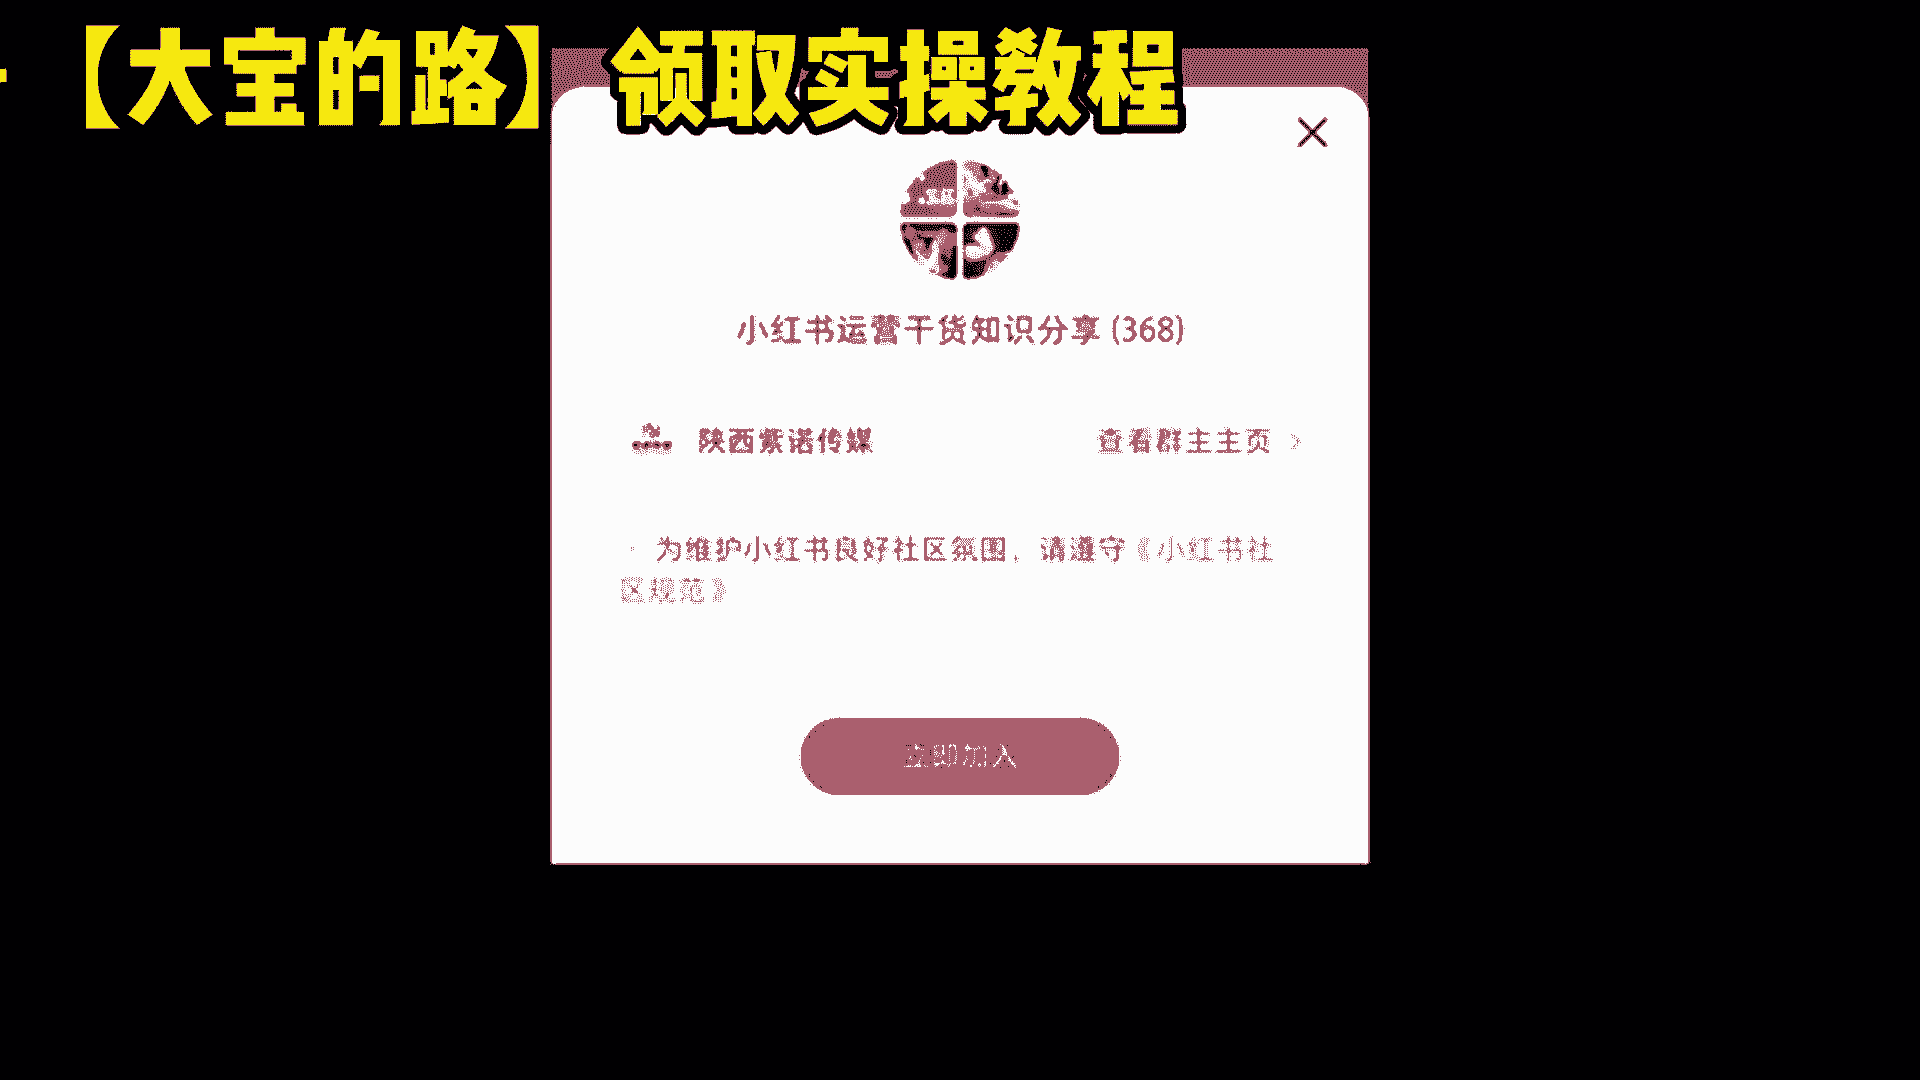 【大宝的路】领取实操教程
小红书运营干货知识分享 (368)
陕西紫诺传媒
查看群主主页
· 为维护小红书良好社区氛围，请遵守《小红书社
区规范》
立即加入